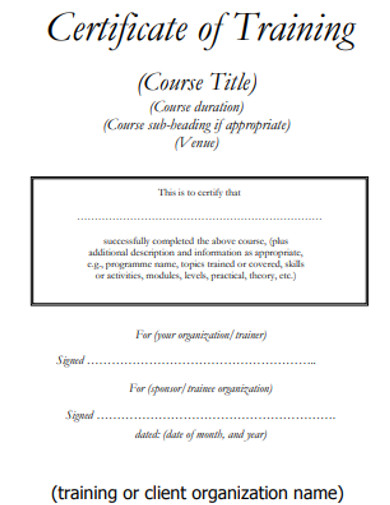 Certificate of Training
(Course Title)
(Course duration)
(Course sub-heading if appropriate)
(Venue)
This is to certify that
……………………………………………………………
successfully completed the above course, (plus
additional description and information as appropriate,
e.g., programme name, topics trained or covered, skills
or activities, modules, levels, practical, theory, etc.)
For (your organization/trainer)
Signed …………………………………………………..
For (sponsor/trainee organization)
Signed ……………………………………………………
dated: (date of month, and year)
(training or client organization name)